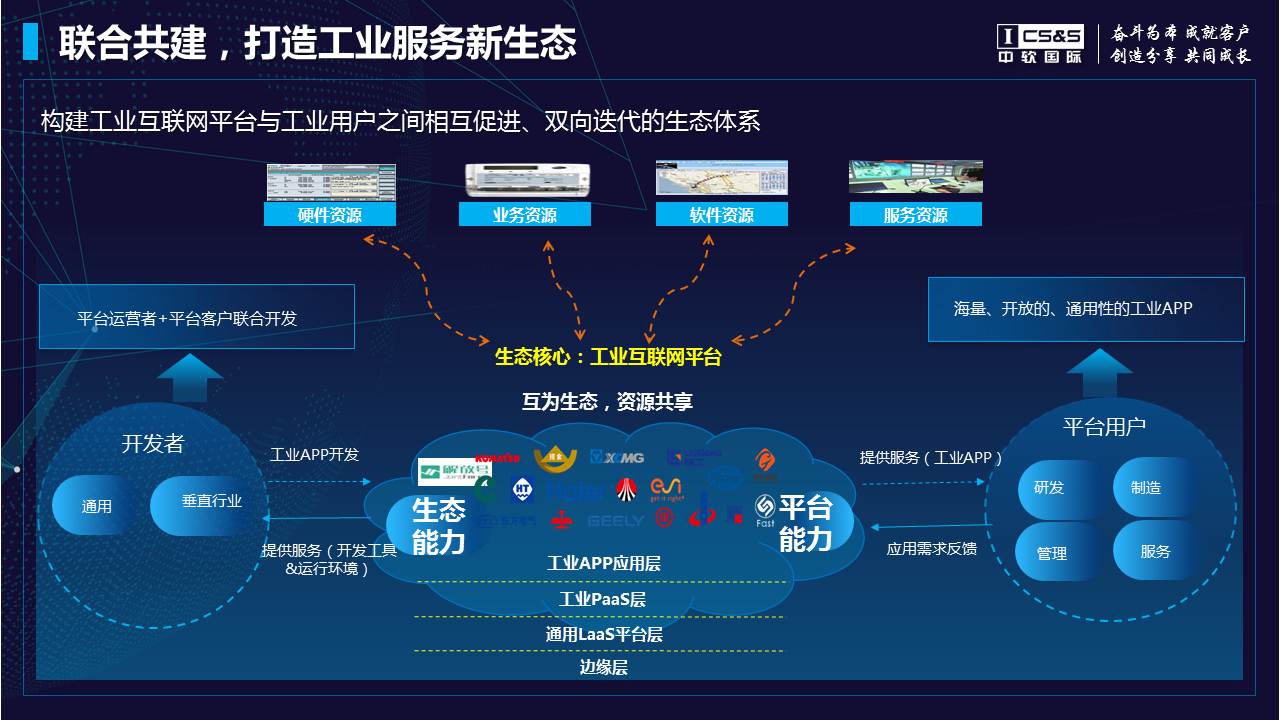 联合共建，打造工业服务新生态
ICS&S
中软国际
奋斗为本 成就客户
创造分享 共同成长
构建工业互联网平台与工业用户之间相互促进、双向迭代的生态体系
硬件资源
业务资源
软件资源
服务资源
平台运营者+平台客户联合开发
海量、开放的、通用性的工业APP
生态核心：工业互联网平台
互为生态，资源共享
开发者
通用
垂直行业
工业APP开发
提供服务（开发工具
&运行环境）
解放号
KOMATSU
XCMG
HT
Haier
esi
get it right
GEELY
Fast
生态
能力
平台
能力
工业APP应用层
工业PaaS层
通用LaaS平台层
边缘层
提供服务（工业APP）
应用需求反馈
平台用户
研发
制造
管理
服务